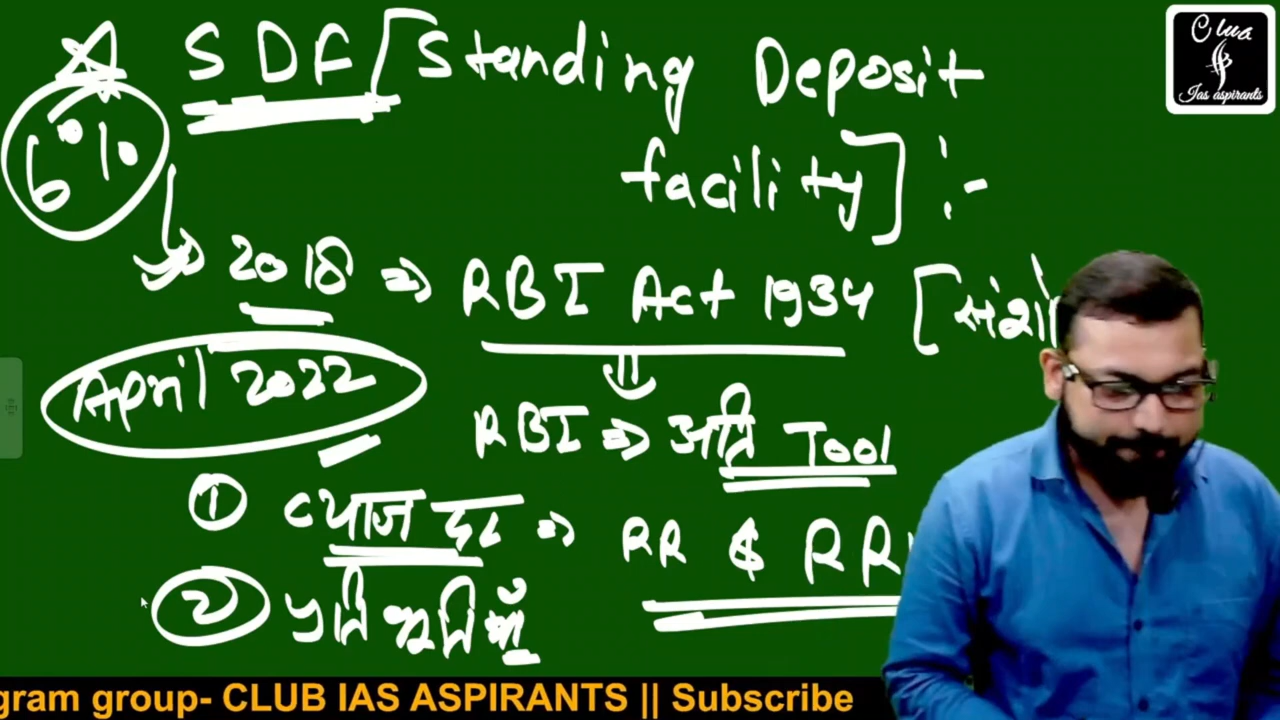 SDF [Standing Deposit
facility] :-
6%
2018 ⇒ RBI Act 1934 [संशो
April 2022
RBI ⇒ अति Tool
① ब्याज दर ⇒ RR & RR
② प्रतिभूतियाँ
Club
Ias aspirants
gram group- CLUB IAS ASPIRANTS || Subscribe